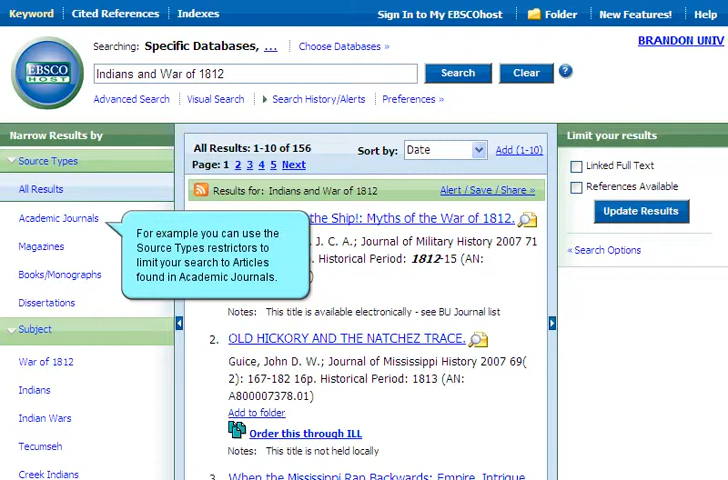 Keyword Cited References Indexes Sign In to My EBSCOhost Folder New Features! Help
BRANDON UNIV
EBSCO
HOST
Searching: Specific Databases, ... Choose Databases »
Indians and War of 1812 Search Clear ?
Advanced Search Visual Search Search History/Alerts Preferences »
Narrow Results by
Source Types
All Results
Academic Journals
Magazines
Books/Monographs
Dissertations
Subject
War of 1812
Indians
Indian Wars
Tecumseh
Creek Indians
For example you can use the
Source Types restrictors to
limit your search to Articles
found in Academic Journals.
All Results: 1-10 of 156 Sort by: Date Add (1-10)
Page: 1 2 3 4 5 Next
Results for: Indians and War of 1812 Alert / Save / Share »
the Ship!: Myths of the War of 1812.
J. C. A.; Journal of Military History 2007 71
. Historical Period: 1812-15 (AN:
)
Notes: This title is available electronically - see BU Journal list
2. OLD HICKORY AND THE NATCHEZ TRACE.
Guice, John D. W.; Journal of Mississippi History 2007 69(
2): 167-182 16p. Historical Period: 1813 (AN:
A800007378.01)
Add to folder
Order this through ILL
Notes: This title is not held locally
3. When the Mississippi Ran Backwards: Empire, Intrigue,
Limit your results
Linked Full Text
References Available
Update Results
« Search Options